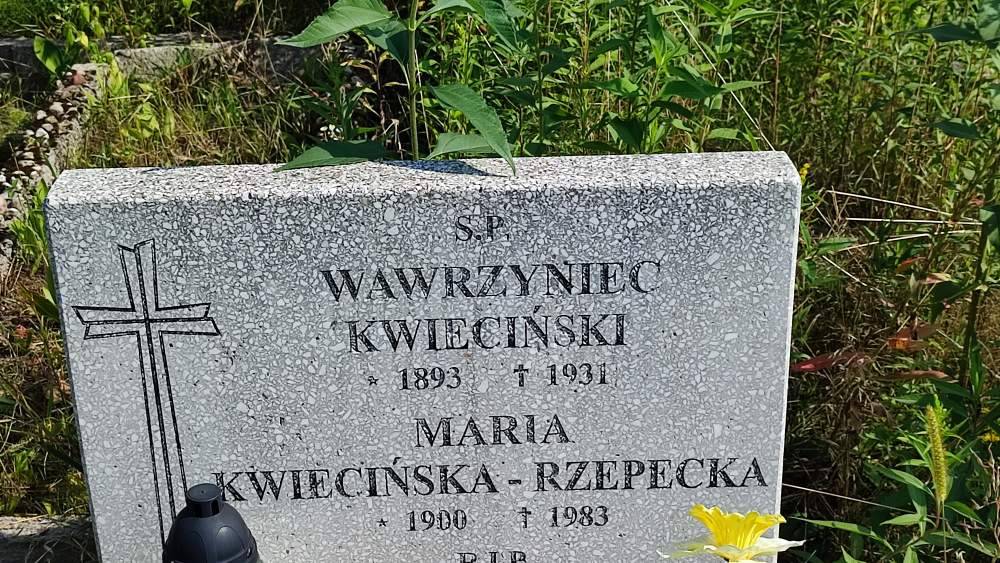 S.P.
WAWRZYNIEC
KWIECIŃSKI
* 1893 † 1931
MARIA
KWIECIŃSKA - RZEPECKA
* 1900 † 1983
R.I.P.